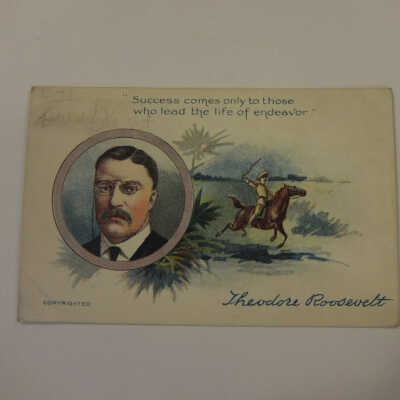 "Success comes only to those
who lead the life of endeavor"
COPYRIGHTED
Theodore Roosevelt